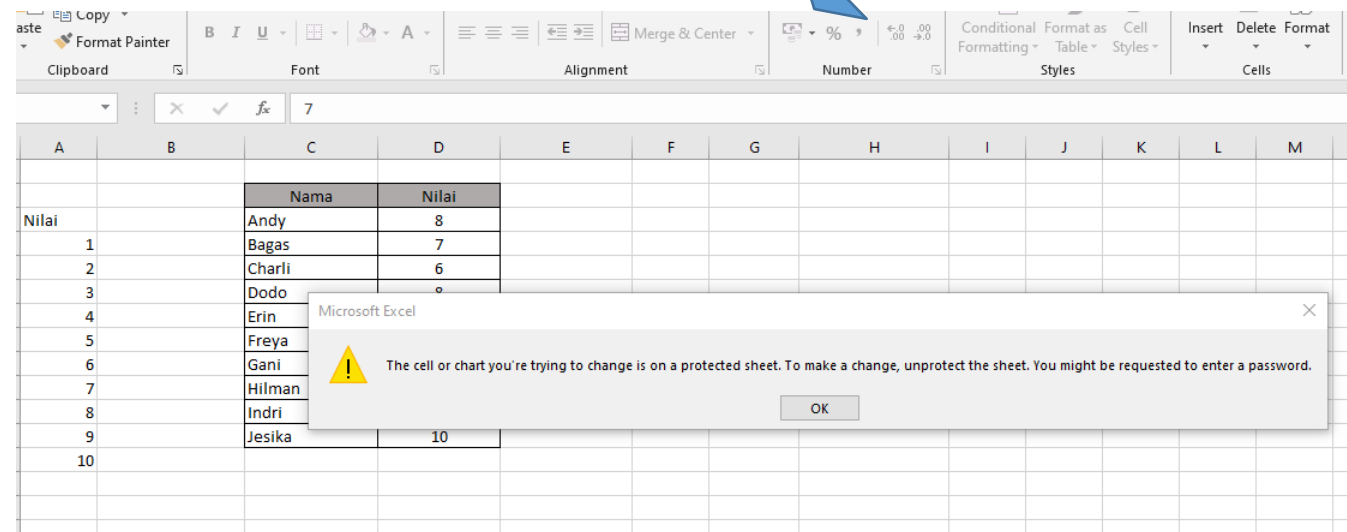 Copy
aste
Format Painter
B I U A Merge & Center % , Conditional Format as Cell Insert Delete Format
Formatting Table Styles
Clipboard Font Alignment Number Styles Cells
fx 7
A B C D E F G H I J K L M
Nama Nilai
Nilai Andy 8
1 Bagas 7
2 Charli 6
3 Dodo
4 Erin
5 Freya
6 Gani
7 Hilman
8 Indri
9 Jesika 10
10
Microsoft Excel
The cell or chart you're trying to change is on a protected sheet. To make a change, unprotect the sheet. You might be requested to enter a password.
OK